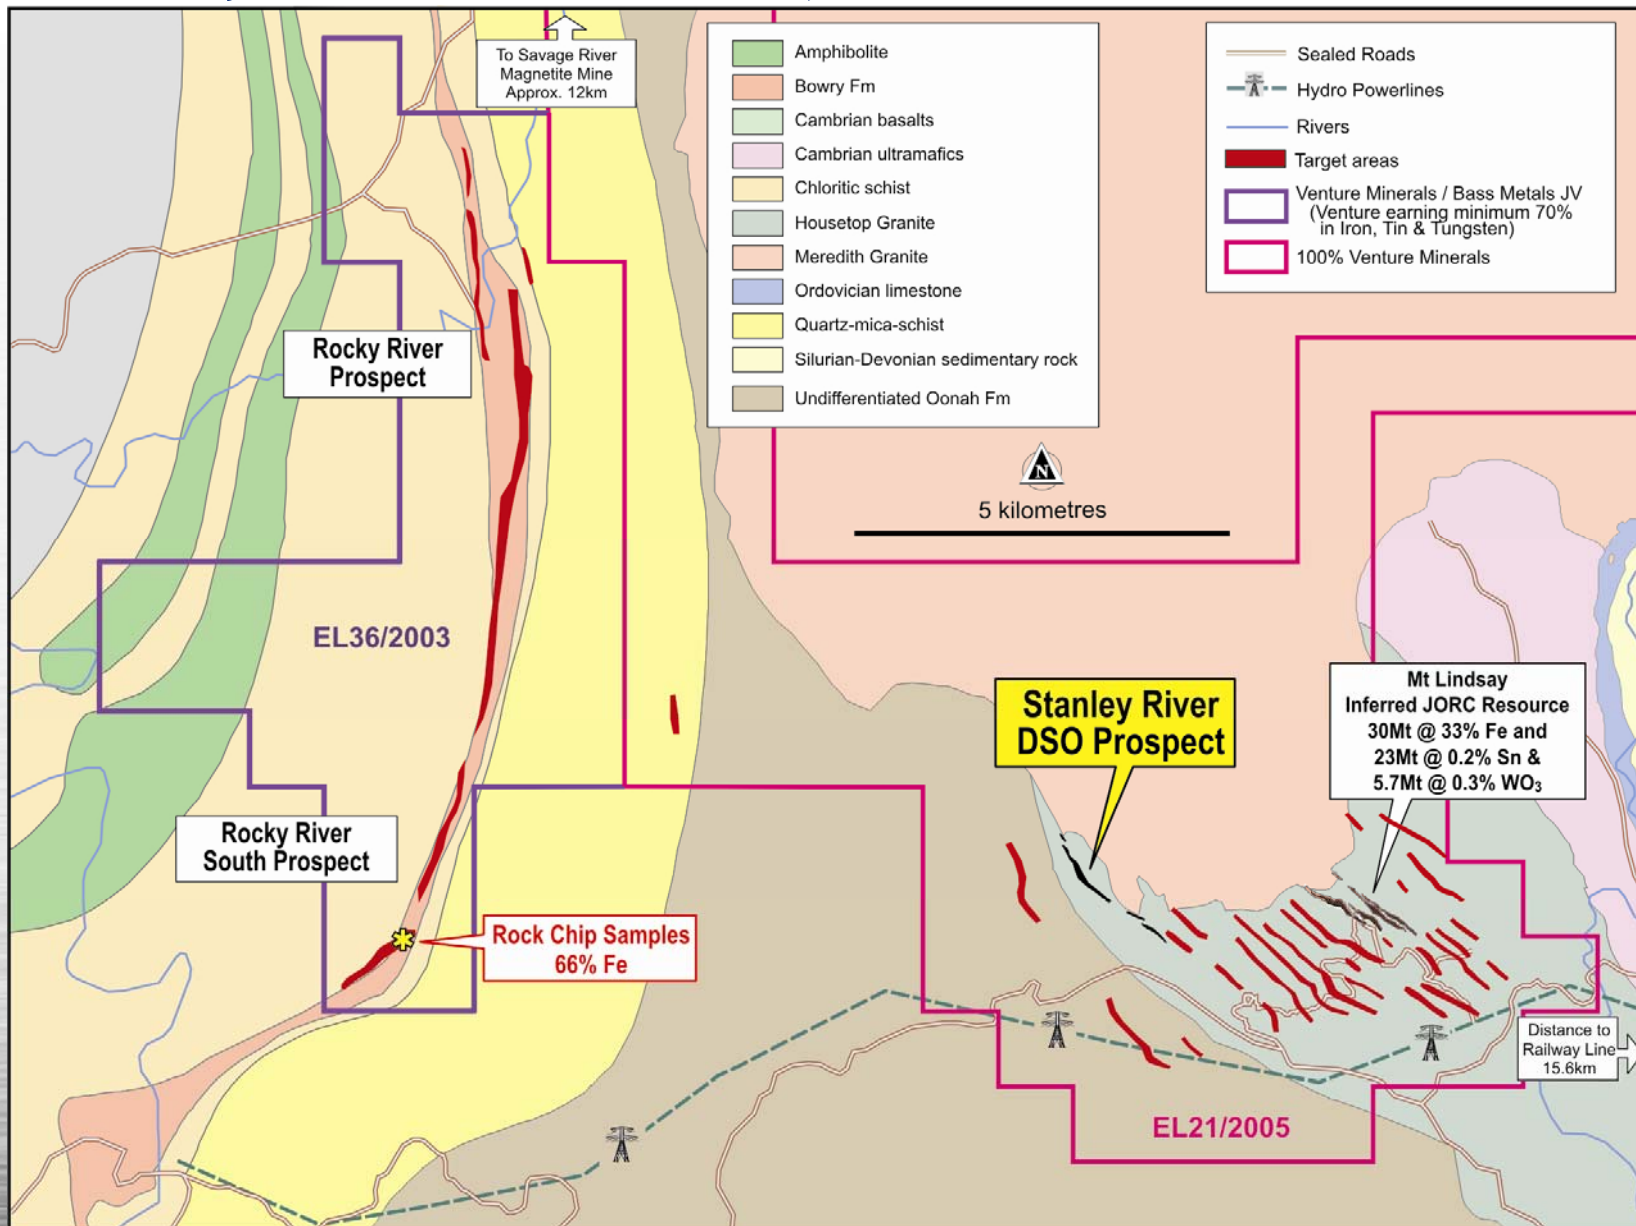 To Savage River
Magnetite Mine
Approx. 12km
Amphibolite
Bowry Fm
Cambrian basalts
Cambrian ultramafics
Chloritic schist
Housetop Granite
Meredith Granite
Ordovician limestone
Quartz-mica-schist
Silurian-Devonian sedimentary rock
Undifferentiated Oonah Fm
Sealed Roads
Hydro Powerlines
Rivers
Target areas
Venture Minerals / Bass Metals JV
(Venture earning minimum 70%
in Iron, Tin & Tungsten)
100% Venture Minerals
Rocky River
Prospect
N
5 kilometres
EL36/2003
Stanley River
DSO Prospect
Mt Lindsay
Inferred JORC Resource
30Mt @ 33% Fe and
23Mt @ 0.2% Sn &
5.7Mt @ 0.3% WO₃
Rocky River
South Prospect
Rock Chip Samples
66% Fe
Distance to
Railway Line
15.6km
EL21/2005